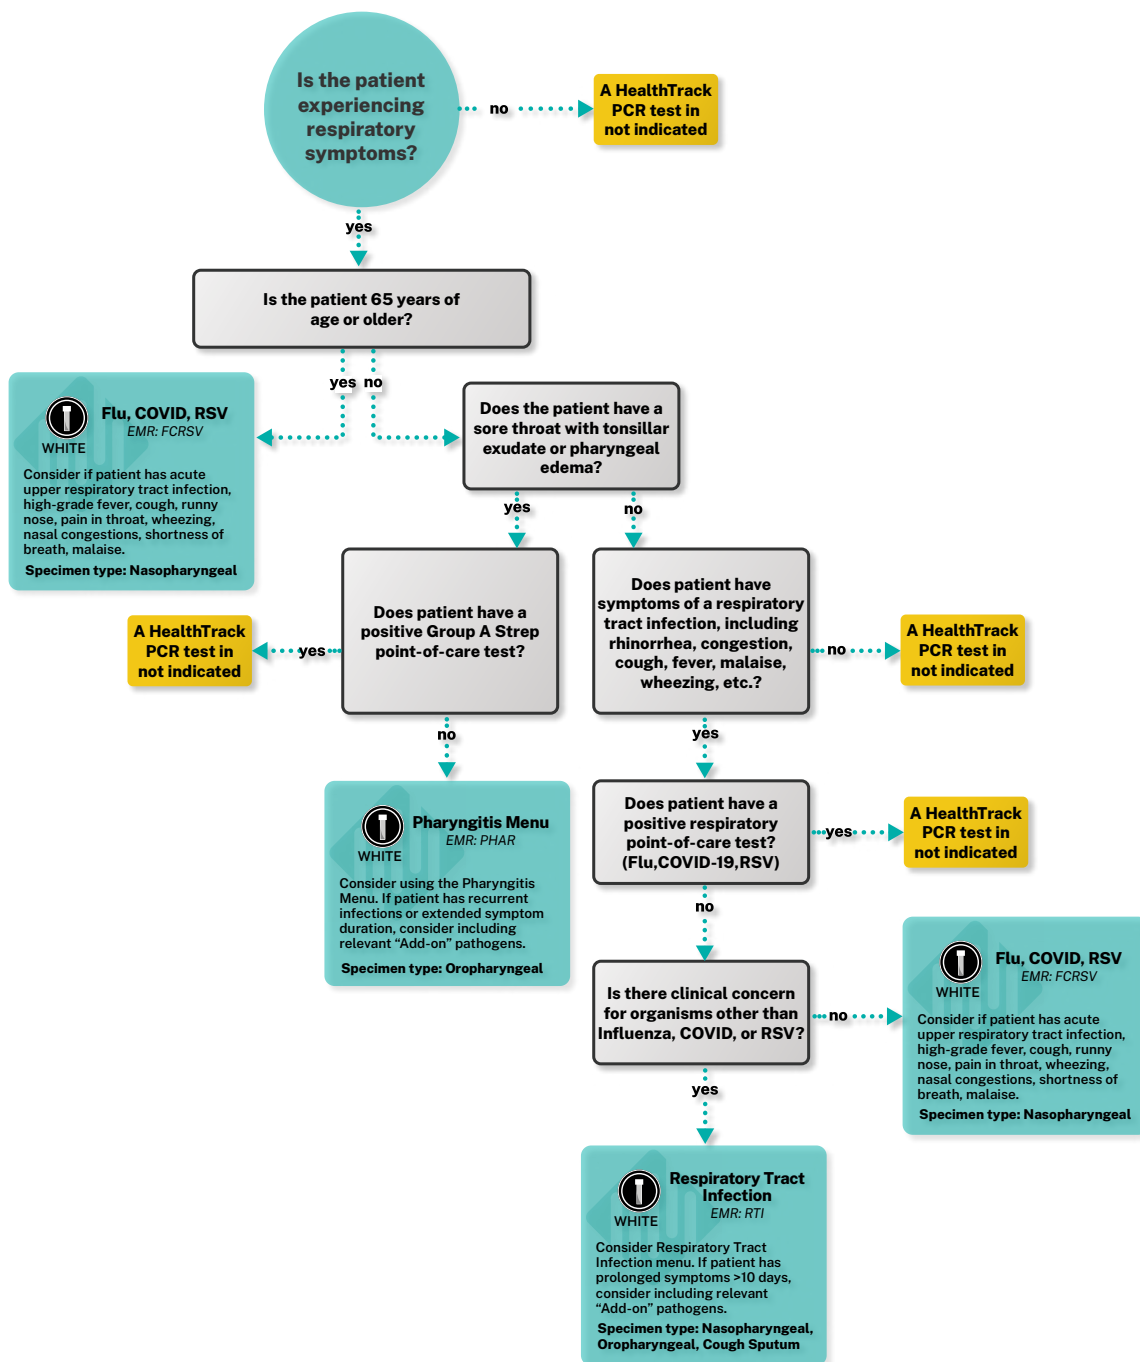 Is the patient
experiencing
respiratory
symptoms?
no
A HealthTrack
PCR test in
not indicated
yes
Is the patient 65 years of
age or older?
yes
no
Flu, COVID, RSV
EMR: FCRSV
WHITE
Consider if patient has acute
upper respiratory tract infection,
high-grade fever, cough, runny
nose, pain in throat, wheezing,
nasal congestions, shortness of
breath, malaise.
Specimen type: Nasopharyngeal
Does the patient have a
sore throat with tonsillar
exudate or pharyngeal
edema?
yes
no
Does patient have a
positive Group A Strep
point-of-care test?
yes
A HealthTrack
PCR test in
not indicated
Does patient have
symptoms of a respiratory
tract infection, including
rhinorrhea, congestion,
cough, fever, malaise,
wheezing, etc.?
no
A HealthTrack
PCR test in
not indicated
no
yes
Pharyngitis Menu
EMR: PHAR
WHITE
Consider using the Pharyngitis
Menu. If patient has recurrent
infections or extended symptom
duration, consider including
relevant “Add-on” pathogens.
Specimen type: Oropharyngeal
Does patient have a
positive respiratory
point-of-care test?
(Flu,COVID-19,RSV)
yes
A HealthTrack
PCR test in
not indicated
no
Is there clinical concern
for organisms other than
Influenza, COVID, or RSV?
no
Flu, COVID, RSV
EMR: FCRSV
WHITE
Consider if patient has acute
upper respiratory tract infection,
high-grade fever, cough, runny
nose, pain in throat, wheezing,
nasal congestions, shortness of
breath, malaise.
Specimen type: Nasopharyngeal
yes
Respiratory Tract
Infection
EMR: RTI
WHITE
Consider Respiratory Tract
Infection menu. If patient has
prolonged symptoms >10 days,
consider including relevant
“Add-on” pathogens.
Specimen type: Nasopharyngeal,
Oropharyngeal, Cough Sputum